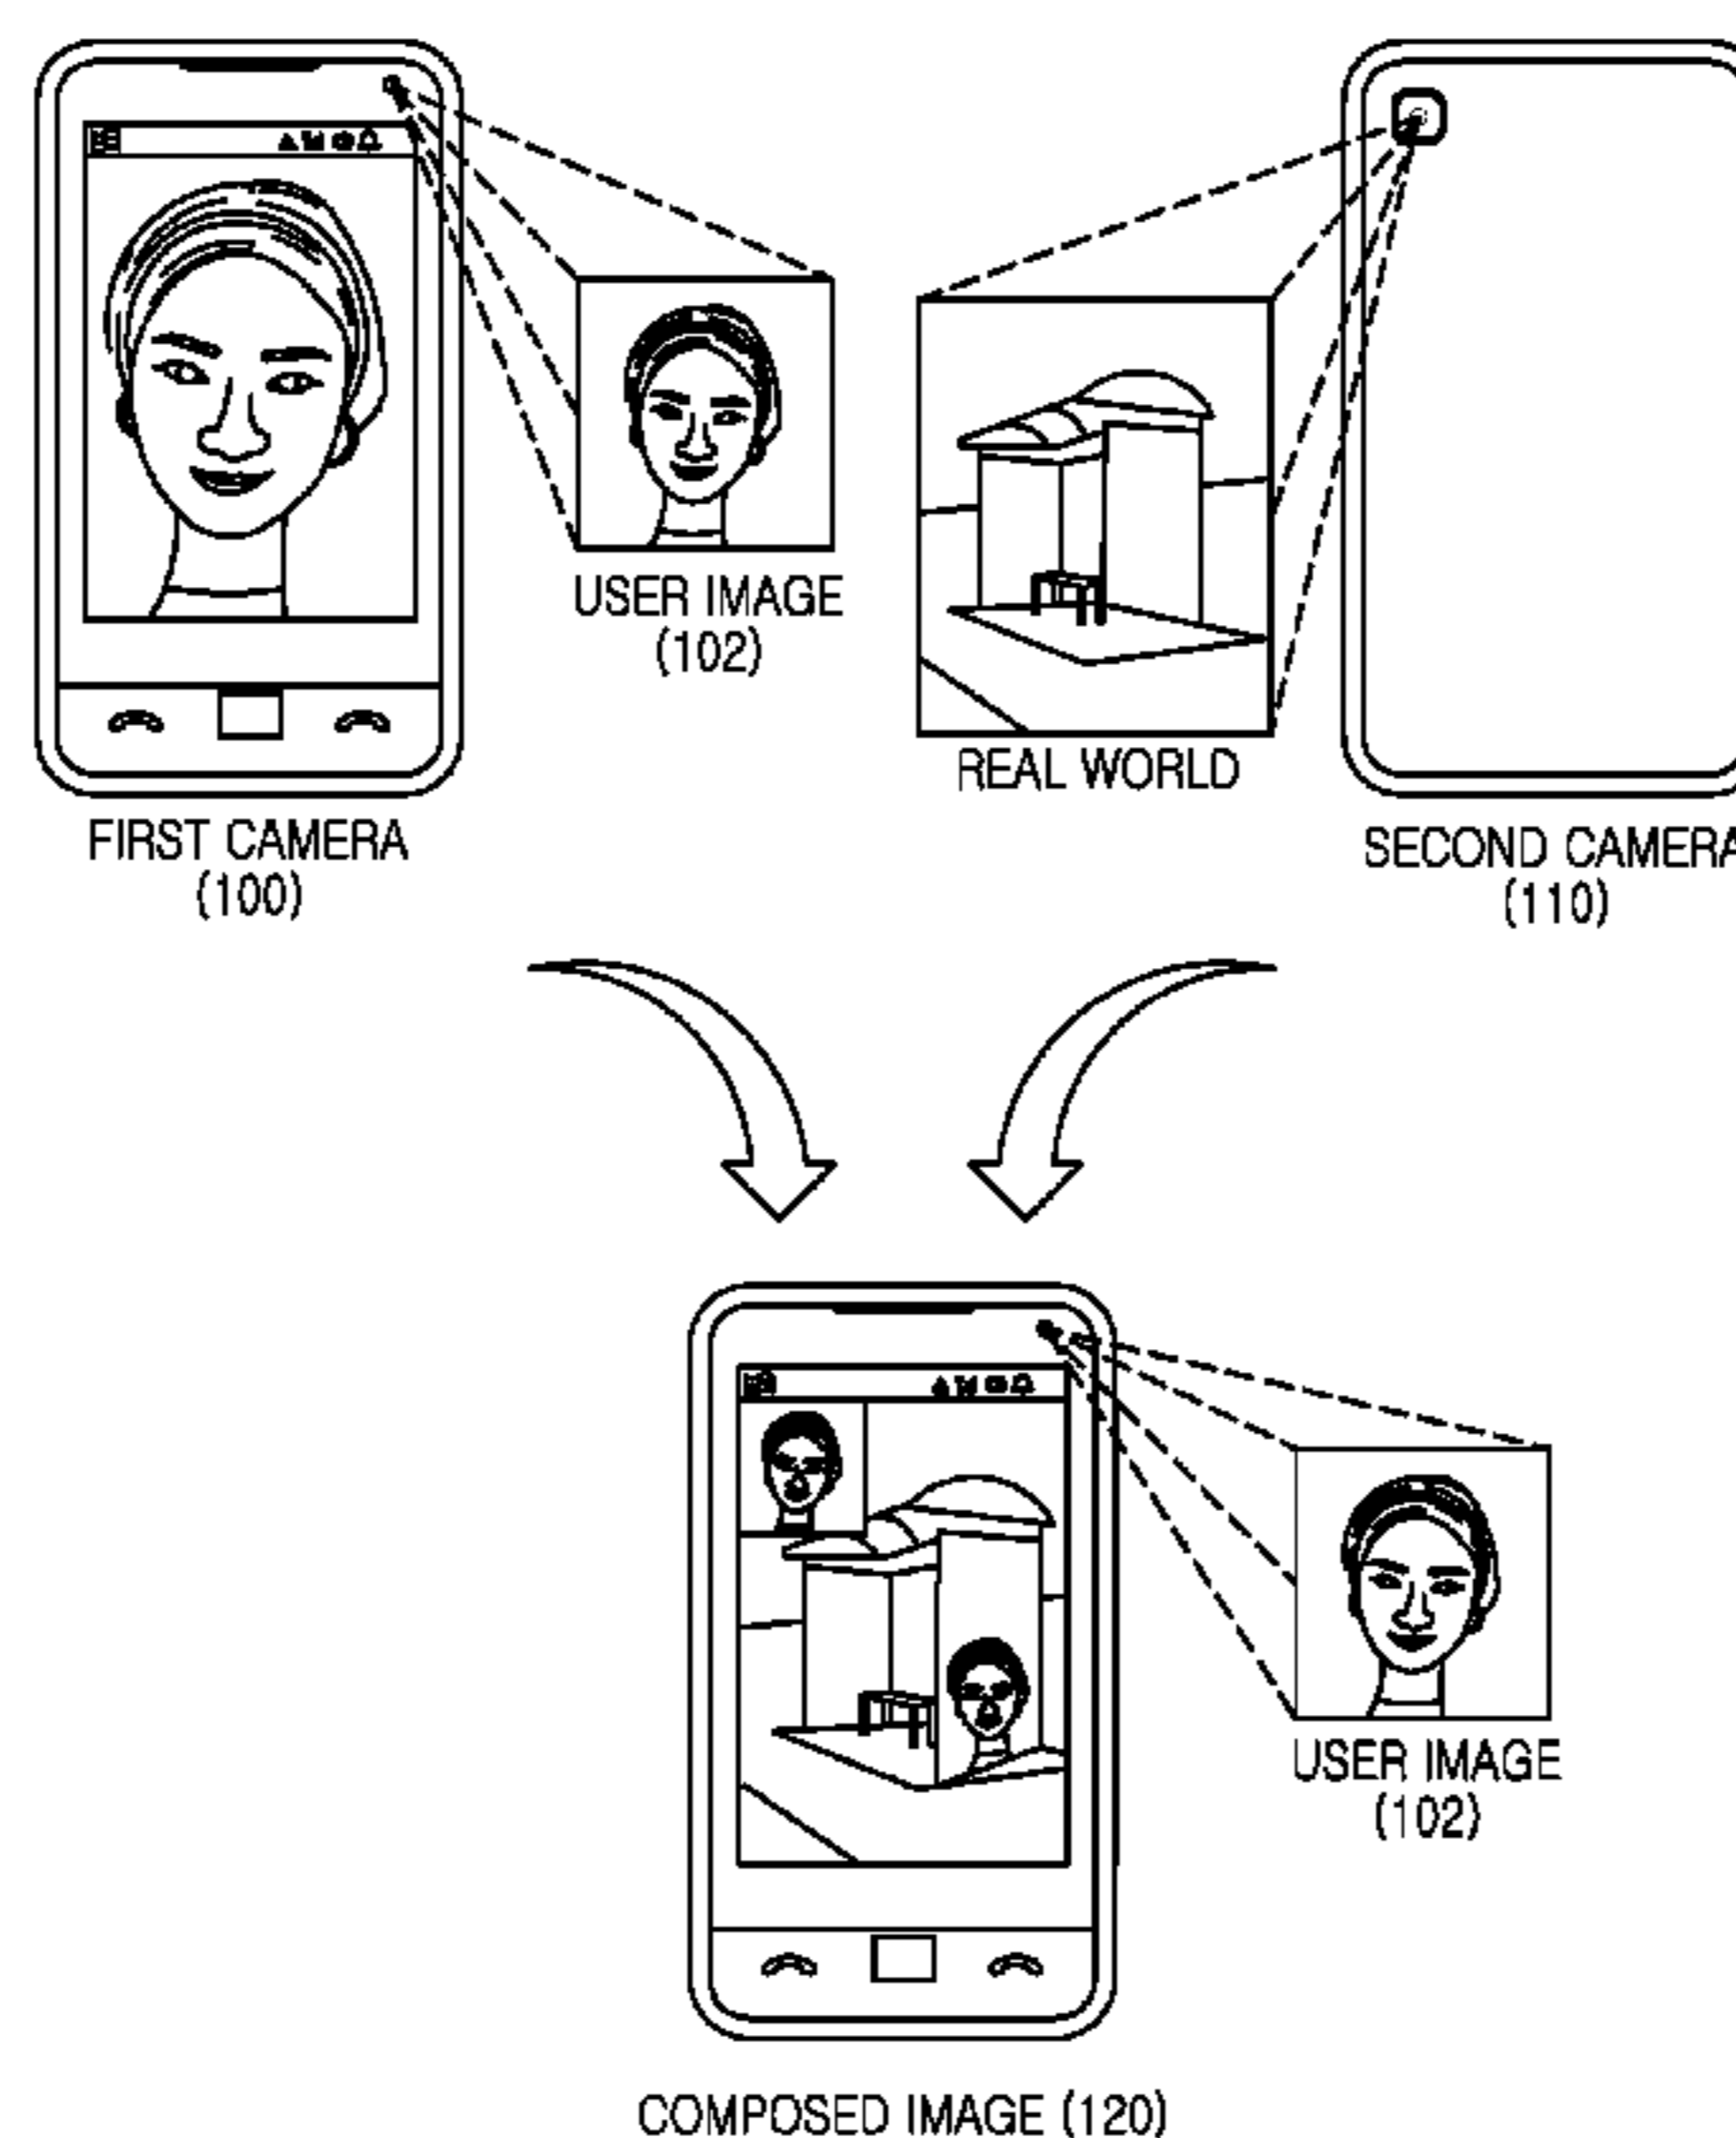 USER IMAGE
(102)
REAL WORLD
FIRST CAMERA
(100)
SECOND CAMERA
(110)
USER IMAGE
(102)
COMPOSED IMAGE (120)